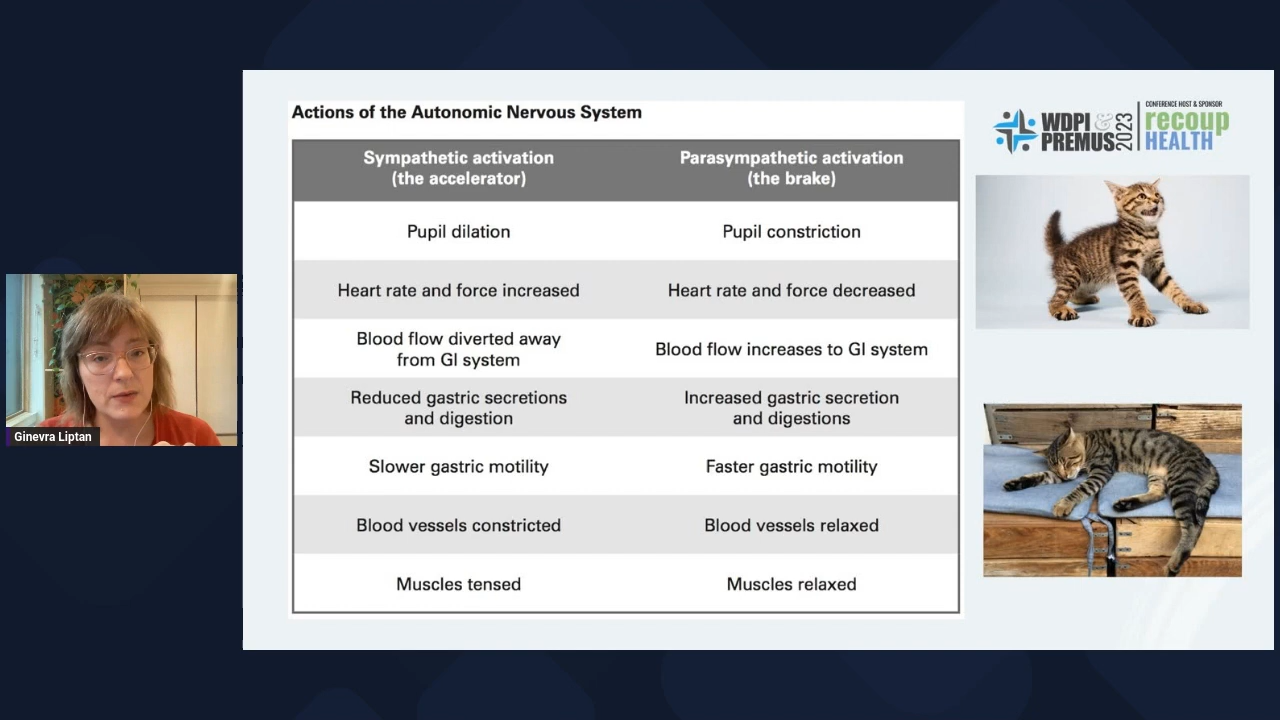 Actions of the Autonomic Nervous System
Sympathetic activation
(the accelerator)
Parasympathetic activation
(the brake)
Pupil dilation
Pupil constriction
Heart rate and force increased
Heart rate and force decreased
Blood flow diverted away
from GI system
Blood flow increases to GI system
Reduced gastric secretions
and digestion
Increased gastric secretion
and digestions
Slower gastric motility
Faster gastric motility
Blood vessels constricted
Blood vessels relaxed
Muscles tensed
Muscles relaxed
WDPI &
PREMUS
2023
CONFERENCE HOST & SPONSOR
recoup
HEALTH
Ginevra Liptan